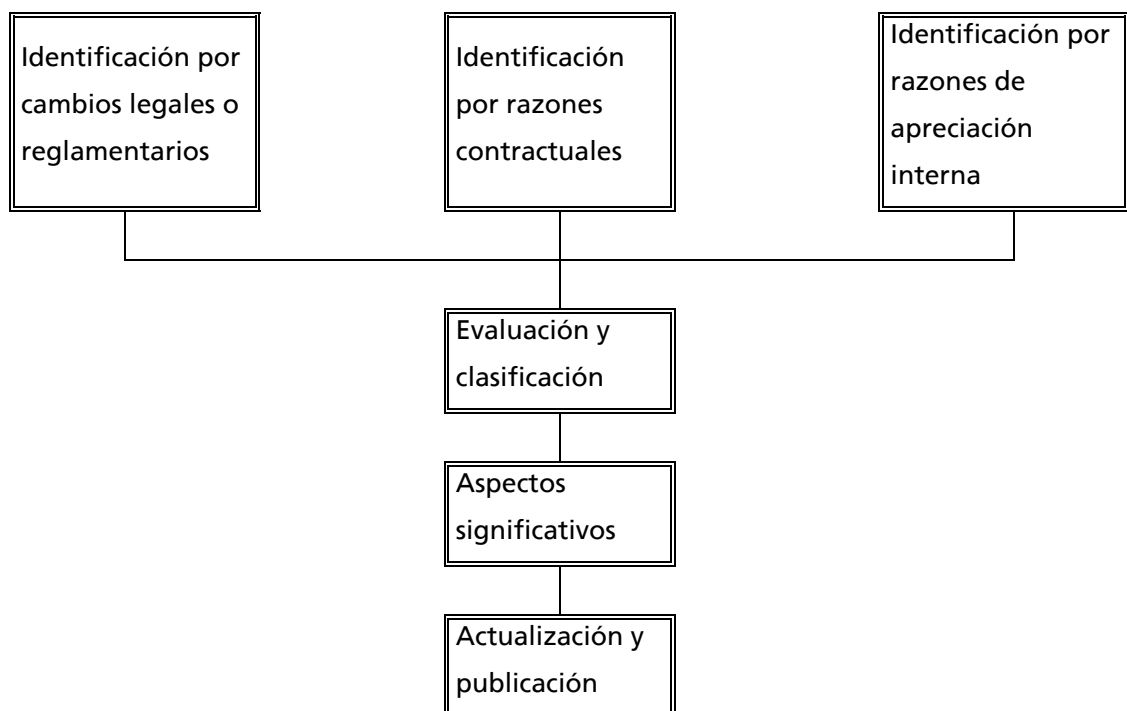 Identificación por
cambios legales o
reglamentarios
Identificación
por razones
contractuales
Identificación por
razones de
apreciación
interna
Evaluación y
clasificación
Aspectos
significativos
Actualización y
publicación